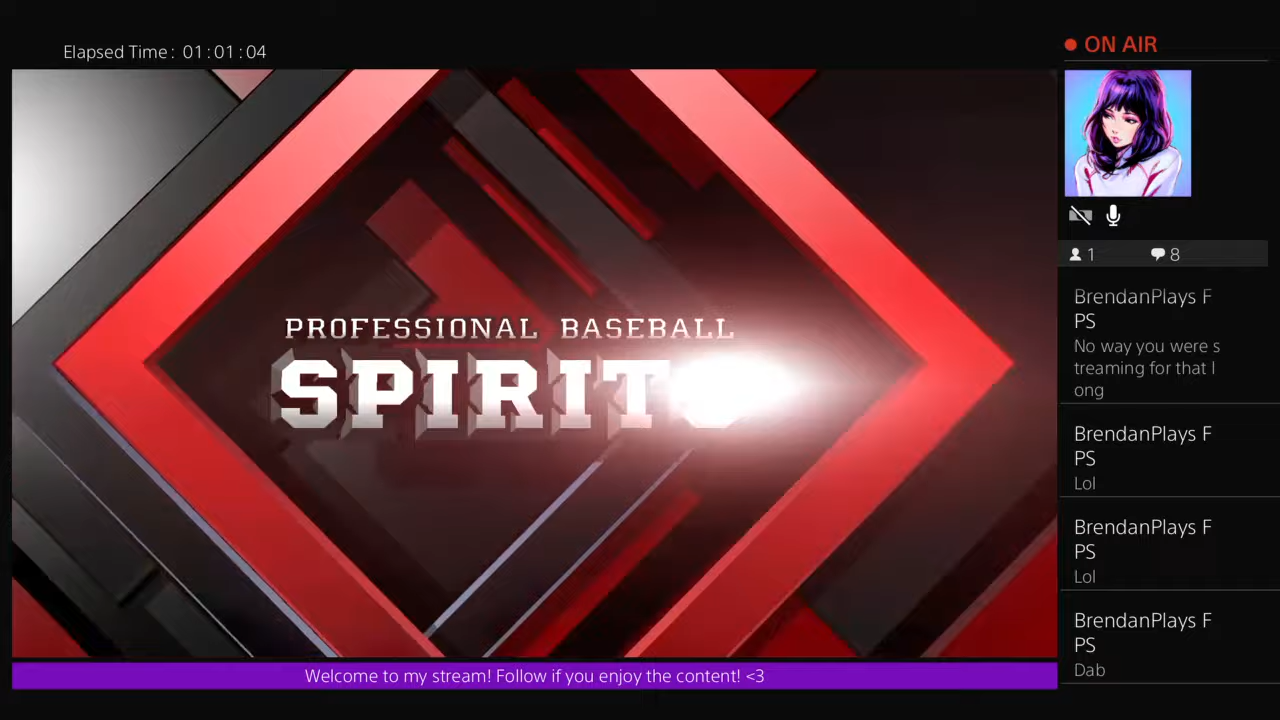 Elapsed Time: 01:01:04
ON AIR
PROFESSIONAL BASEBALL
SPIRITS
1 8
BrendanPlays F
PS
No way you were s
treaming for that l
ong
BrendanPlays F
PS
Lol
BrendanPlays F
PS
Lol
BrendanPlays F
PS
Dab
Welcome to my stream! Follow if you enjoy the content! <3